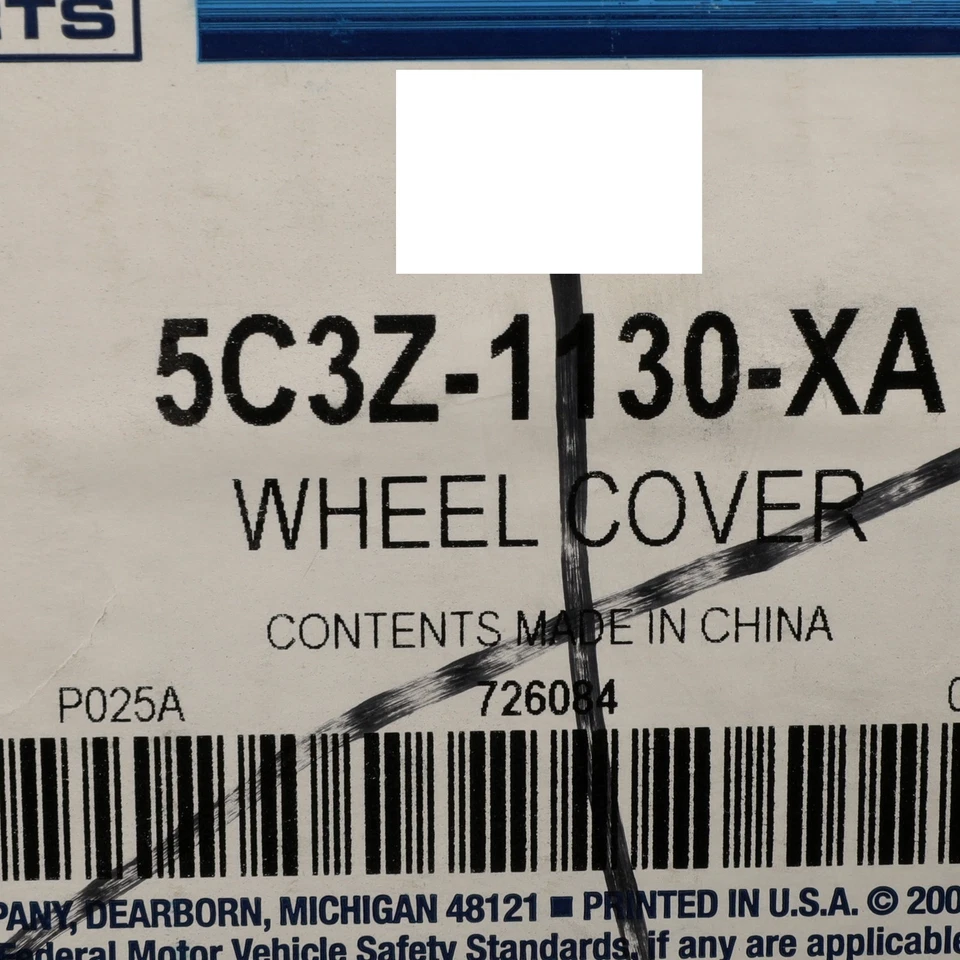 RTS
5C3Z-1130-XA
WHEEL COVER
CONTENTS MADE IN CHINA
P025A 726084
PANY, DEARBORN, MICHIGAN 48121 ■ PRINTED IN U.S.A. © 200
Federal Motor Vehicle Safety Standards, if any are applicable